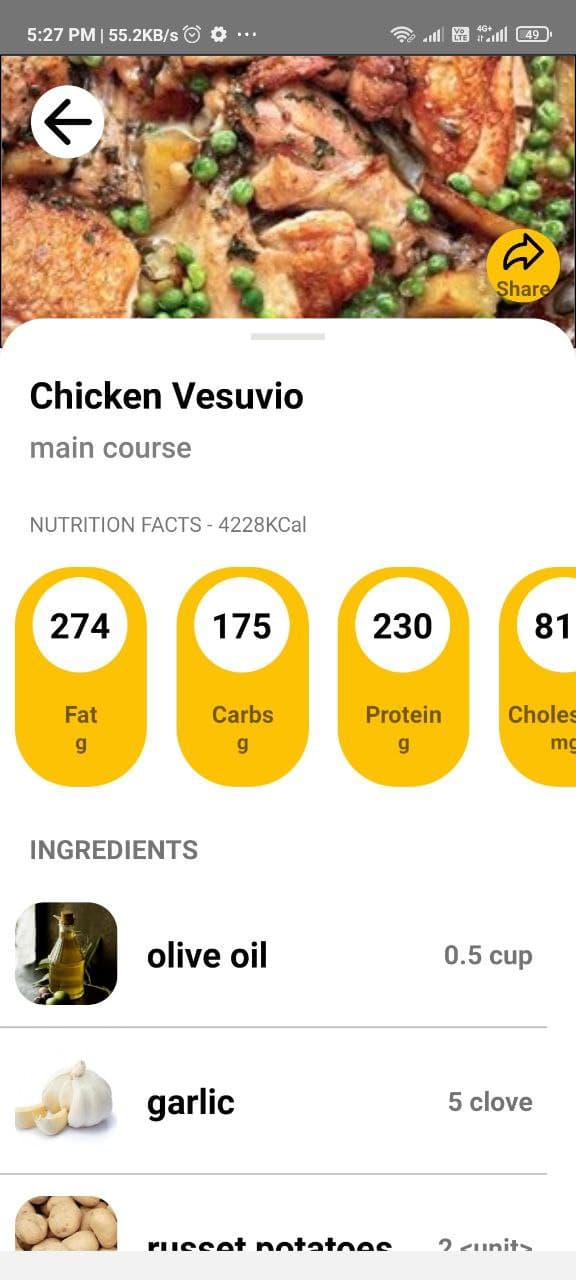 5:27 PM | 55.2KB/s
Vo LTE 4G+ 49
Share
Chicken Vesuvio
main course
NUTRITION FACTS - 4228KCal
274 175 230 81
Fat Carbs Protein Choles
g g g mg
INGREDIENTS
olive oil 0.5 cup
garlic 5 clove
russet potatoes 2 <unit>